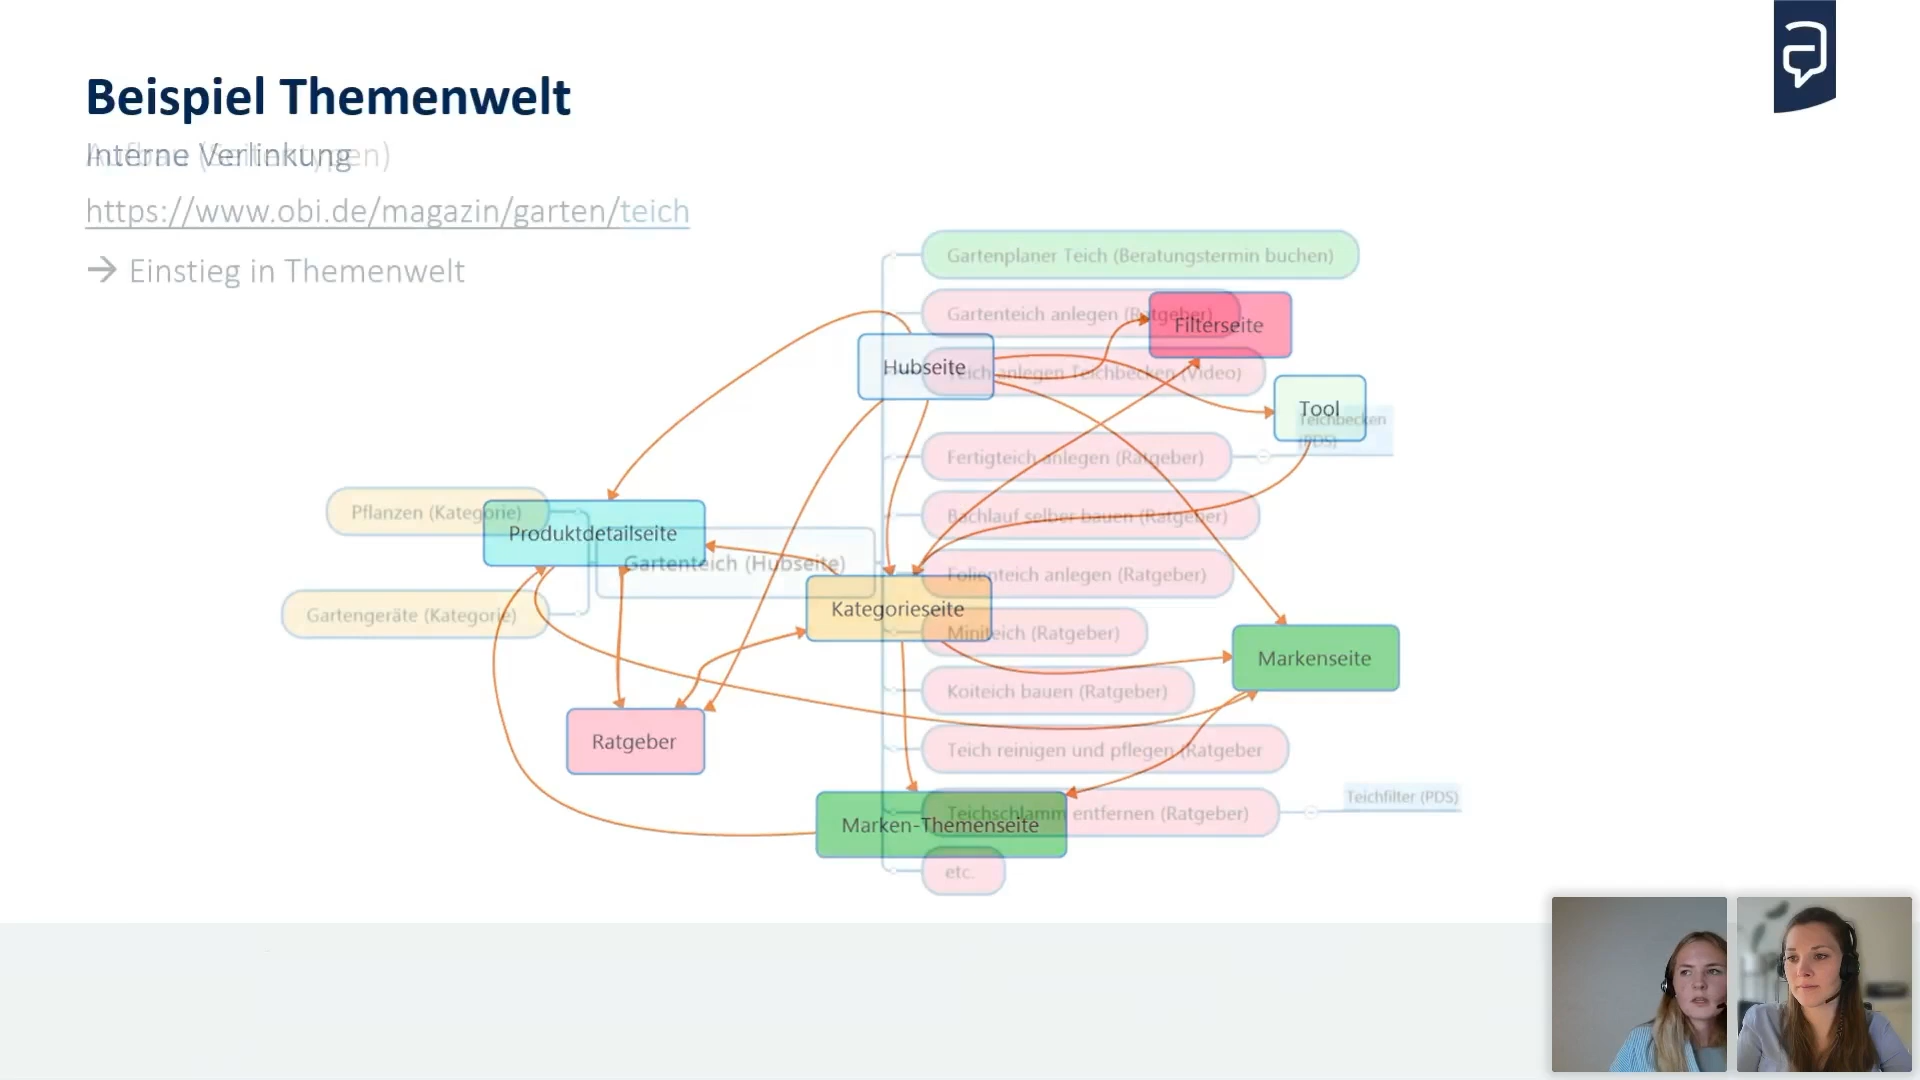 Beispiel Themenwelt
Interne Verlinkung
Aufbau (Seitentypen)
https://www.obi.de/magazin/garten/teich
→ Einstieg in Themenwelt
Gartenplaner Teich (Beratungstermin buchen)
Gartenteich anlegen (Ratgeber)
Filterseite
Hubseite
Teich anlegen Teichbecken (Video)
Tool
Teichbecken
(PDS)
Fertigteich anlegen (Ratgeber)
Pflanzen (Kategorie)
Bachlauf selber bauen (Ratgeber)
Produktdetailseite
Gartenteich (Hubseite)
Folienteich anlegen (Ratgeber)
Kategorieseite
Gartengeräte (Kategorie)
Miniteich (Ratgeber)
Markenseite
Koiteich bauen (Ratgeber)
Ratgeber
Teich reinigen und pflegen (Ratgeber
Teichfilter (PDS)
Teichschlamm entfernen (Ratgeber)
Marken-Themenseite
etc.